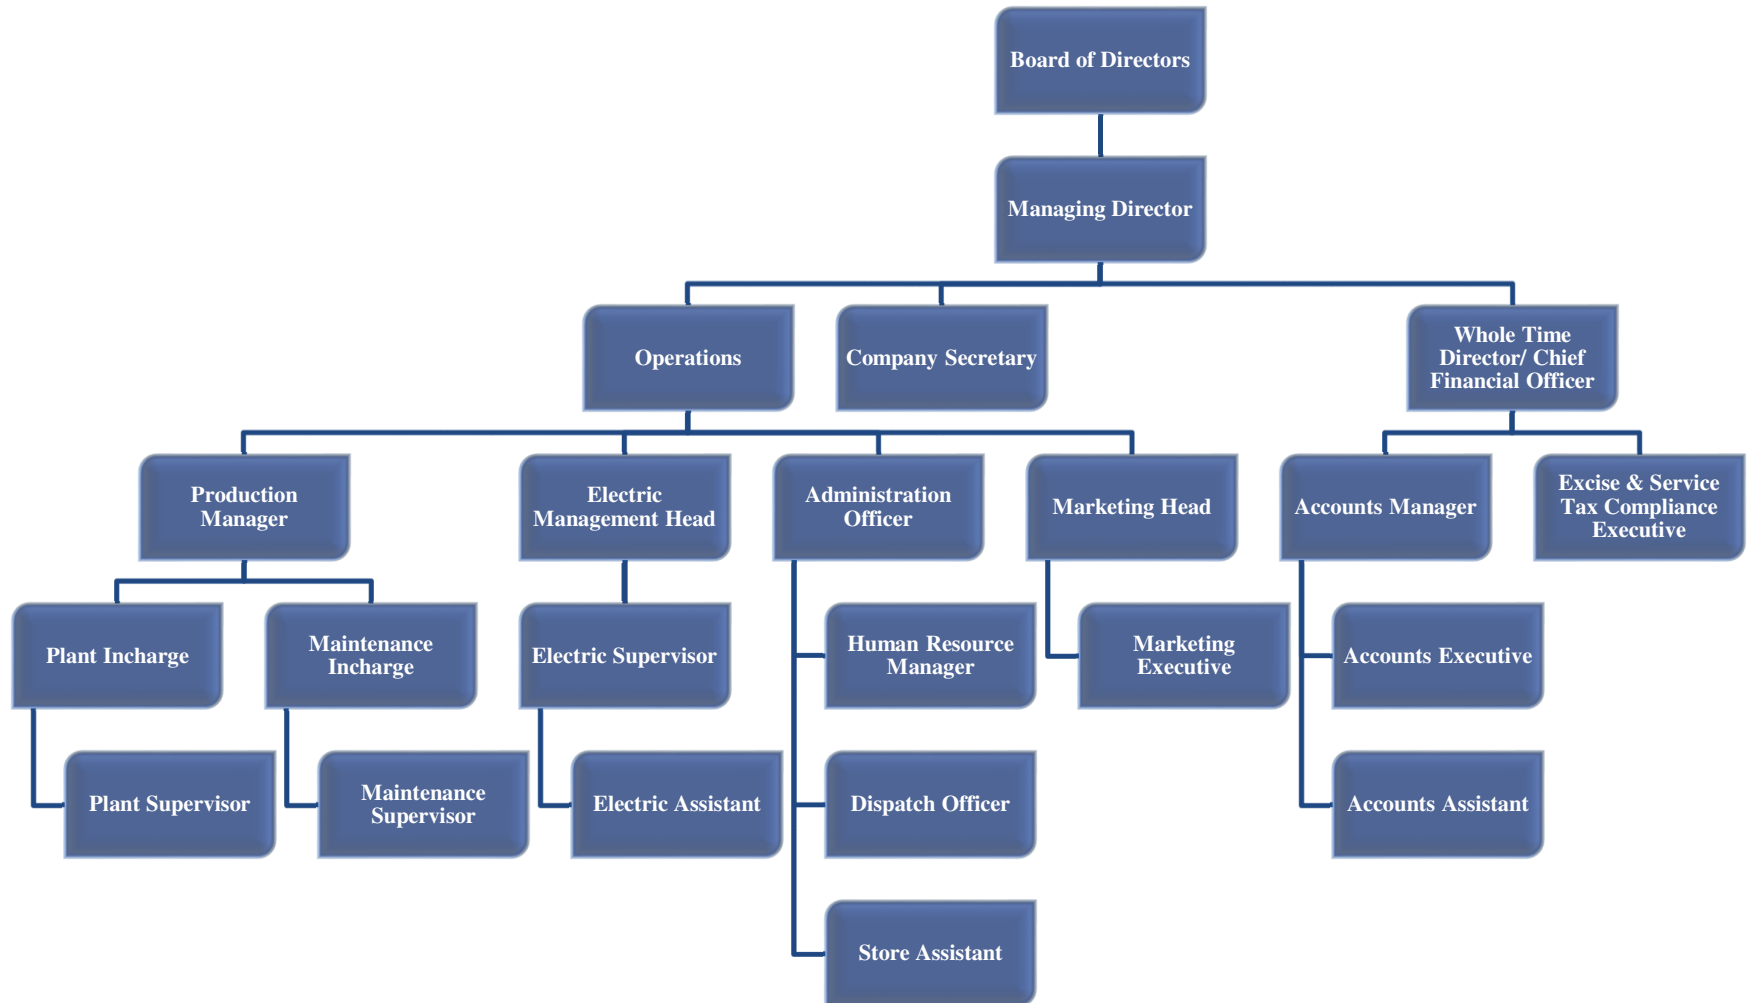 Board of Directors
Managing Director
Operations
Company Secretary
Whole Time
Director/ Chief
Financial Officer
Production
Manager
Electric
Management Head
Administration
Officer
Marketing Head
Accounts Manager
Excise & Service
Tax Compliance
Executive
Plant Incharge
Maintenance
Incharge
Electric Supervisor
Human Resource
Manager
Marketing
Executive
Accounts Executive
Plant Supervisor
Maintenance
Supervisor
Electric Assistant
Dispatch Officer
Accounts Assistant
Store Assistant